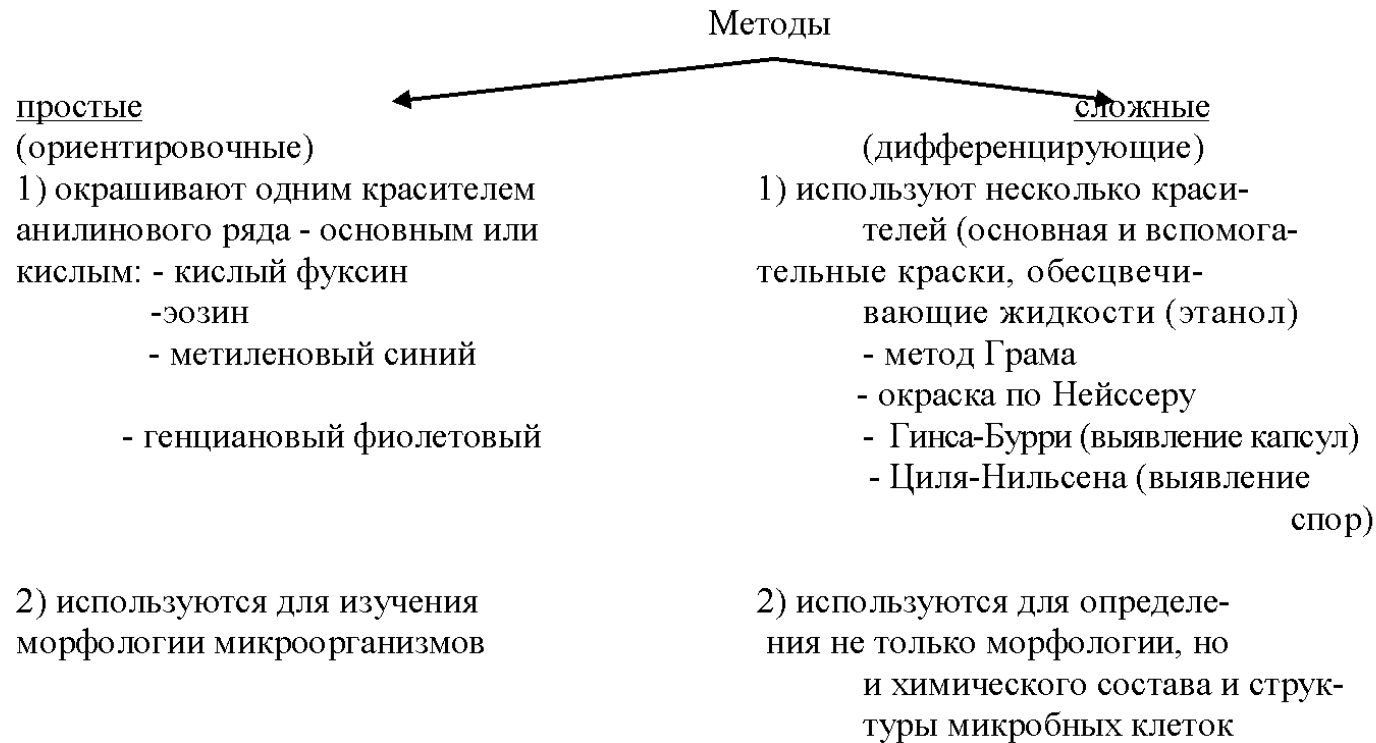 Методы
простые
(ориентировочные)
1) окрашивают одним красителем
анилинового ряда - основным или
кислым: - кислый фуксин
-эозин
- метиленовый синий
- генциановый фиолетовый
2) используются для изучения
морфологии микроорганизмов
сложные
(дифференцирующие)
1) используют несколько краси-
телей (основная и вспомога-
тельные краски, обесцвечи-
вающие жидкости (этанол)
- метод Грама
- окраска по Нейссеру
- Гинса-Бурри (выявление капсул)
- Циля-Нильсена (выявление
спор)
2) используются для определе-
ния не только морфологии, но
и химического состава и струк-
туры микробных клеток